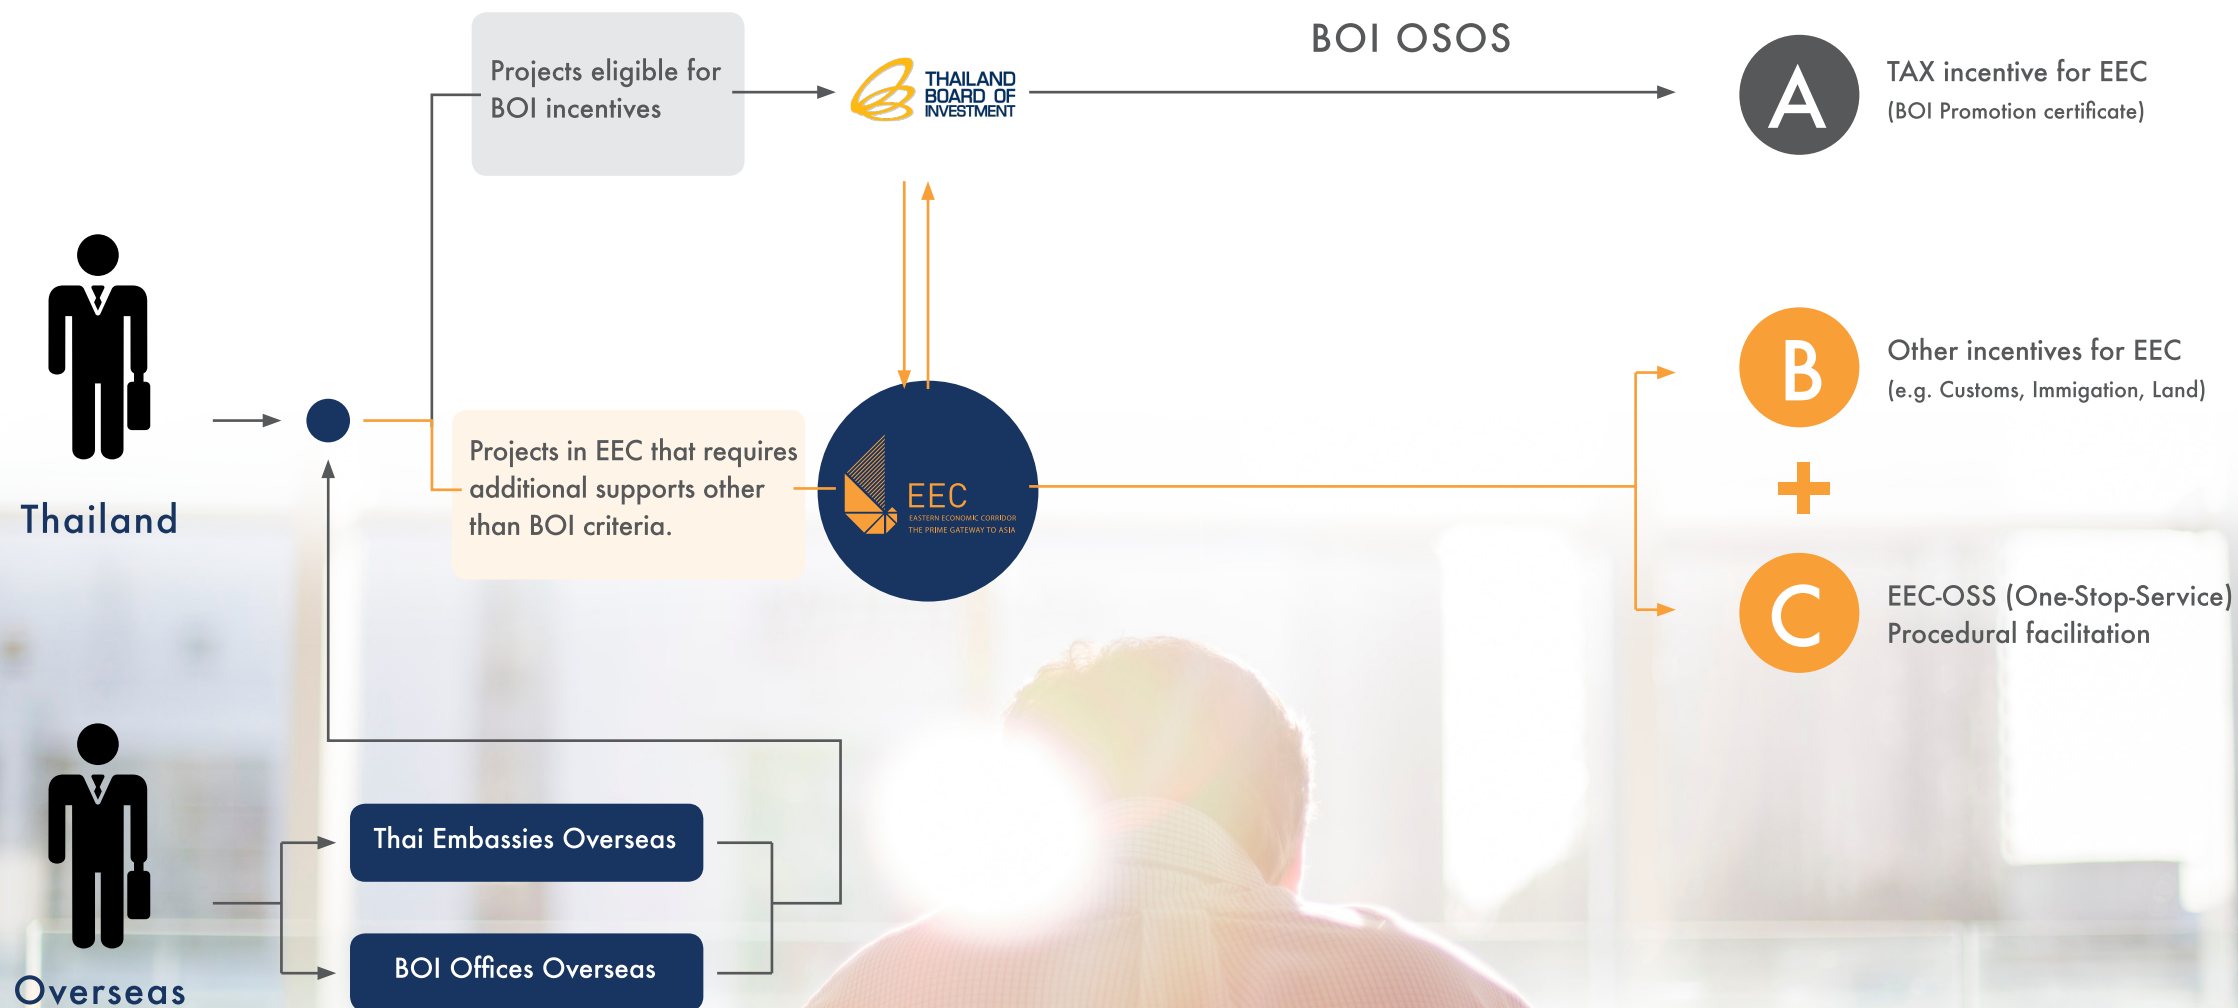 BOI OSOS
Projects eligible for
BOI incentives
THAILAND
BOARD OF
INVESTMENT
A
TAX incentive for EEC
(BOI Promotion certificate)
B
Other incentives for EEC
(e.g. Customs, Immigation, Land)
Thailand
Projects in EEC that requires
additional supports other
than BOI criteria.
EEC
EASTERN ECONOMIC CORRIDOR
THE PRIME GATEWAY TO ASIA
+
C
EEC-OSS (One-Stop-Service)
Procedural facilitation
Overseas
Thai Embassies Overseas
BOI Offices Overseas